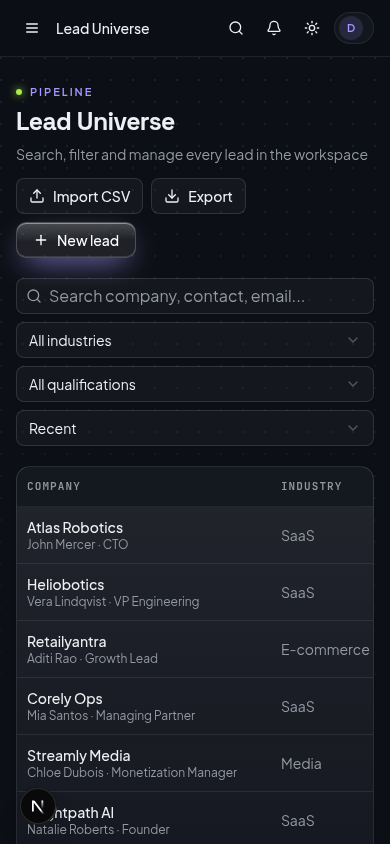 Lead Universe
D
PIPELINE
Lead Universe
Search, filter and manage every lead in the workspace
Import CSV
Export
New lead
Search company, contact, email...
All industries
All qualifications
Recent
COMPANY INDUSTRY
Atlas Robotics
John Mercer · CTO
SaaS
Heliobotics
Vera Lindqvist · VP Engineering
SaaS
Retailyantra
Aditi Rao · Growth Lead
E-commerce
Corely Ops
Mia Santos · Managing Partner
SaaS
Streamly Media
Chloe Dubois · Monetization Manager
Media
N
AI
Natalie Roberts · Founder
SaaS